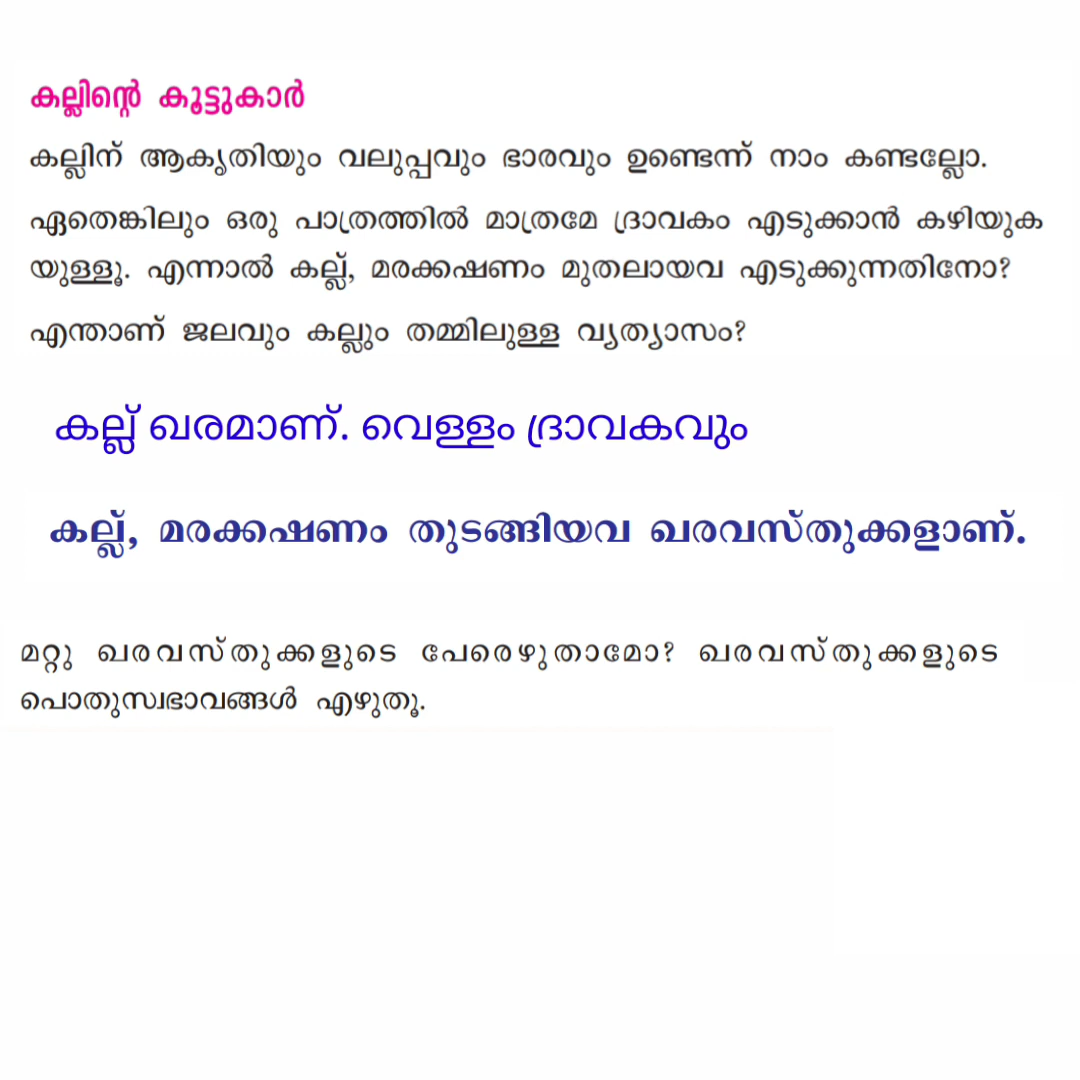 കല്ലിന്റെ കൂട്ടുകാർ
കല്ലിന് ആകൃതിയും വലുപ്പവും ഭാരവും ഉണ്ടെന്ന് നാം കണ്ടല്ലോ.
ഏതെങ്കിലും ഒരു പാത്രത്തിൽ മാത്രമേ ദ്രാവകം എടുക്കാൻ കഴിയുക
യുള്ളൂ. എന്നാൽ കല്ല്, മരക്കഷണം മുതലായവ എടുക്കുന്നതിനോ?
എന്താണ് ജലവും കല്ലും തമ്മിലുള്ള വ്യത്യാസം?
കല്ല് ഖരമാണ്. വെള്ളം ദ്രാവകവും
കല്ല്, മരക്കഷണം തുടങ്ങിയവ ഖരവസ്തുക്കളാണ്.
മറ്റു ഖരവസ്തുക്കളുടെ പേരെഴുതാമോ? ഖരവസ്തുക്കളുടെ
പൊതുസ്വഭാവങ്ങൾ എഴുതൂ.